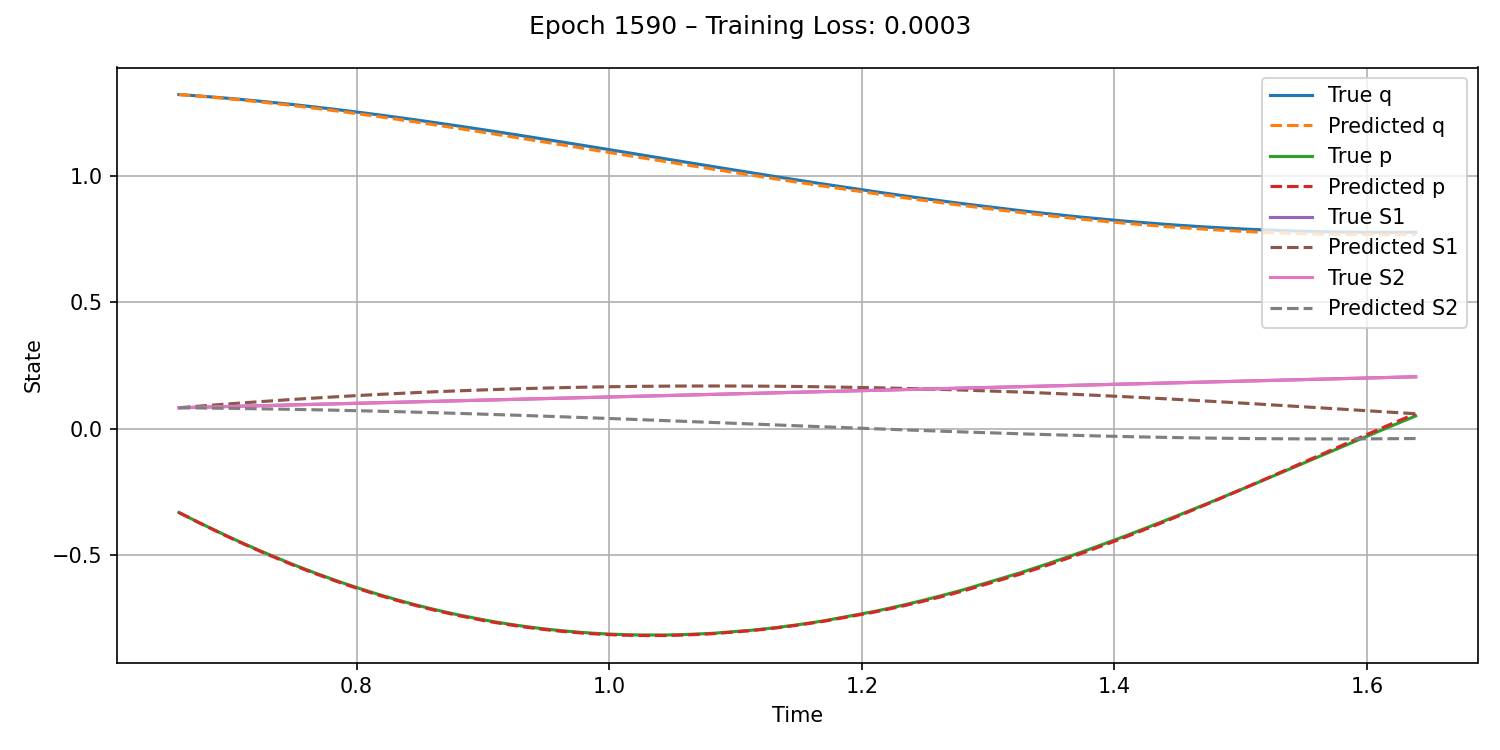 Epoch 1590 – Training Loss: 0.0003
True q
Predicted q
True p
Predicted p
True S1
Predicted S1
True S2
Predicted S2
State
1.0
0.5
0.0
−0.5
0.8
1.0
1.2
1.4
1.6
Time